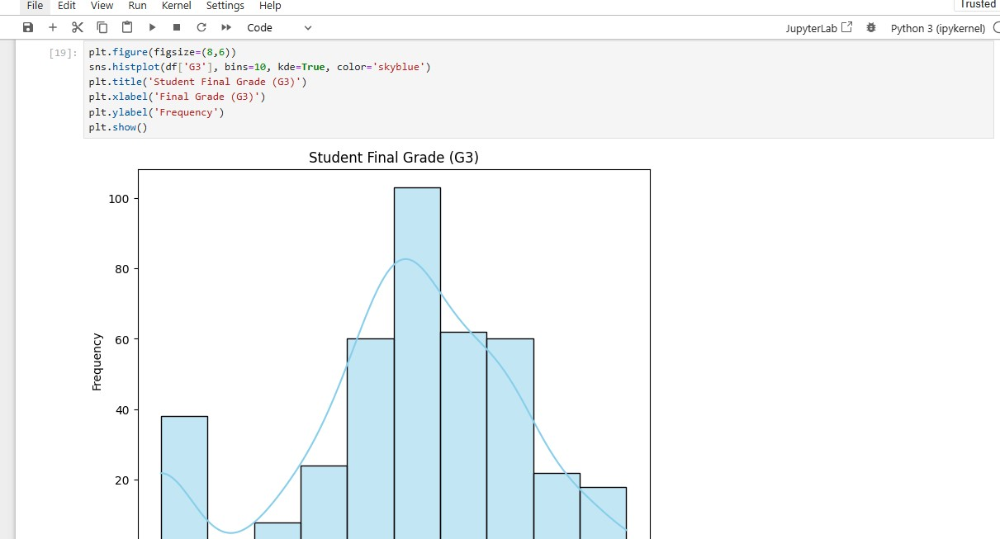 File Edit View Run Kernel Settings Help Trusted
Code JupyterLab Python 3 (ipykernel)
[19]: plt.figure(figsize=(8,6))
sns.histplot(df['G3'], bins=10, kde=True, color='skyblue')
plt.title('Student Final Grade (G3)')
plt.xlabel('Final Grade (G3)')
plt.ylabel('Frequency')
plt.show()
Student Final Grade (G3)
100
80
60
Frequency
40
20